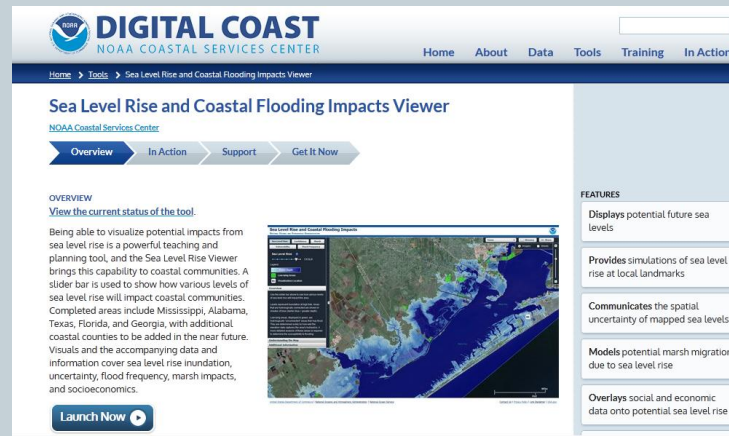 NOAA
DIGITAL COAST
NOAA COASTAL SERVICES CENTER
Home About Data Tools Training In Action
Home > Tools > Sea Level Rise and Coastal Flooding Impacts Viewer
Sea Level Rise and Coastal Flooding Impacts Viewer
NOAA Coastal Services Center
Overview In Action Support Get It Now
OVERVIEW
View the current status of the tool.
Being able to visualize potential impacts from
sea level rise is a powerful teaching and
planning tool, and the Sea Level Rise Viewer
brings this capability to coastal communities. A
slider bar is used to show how various levels of
sea level rise will impact coastal communities.
Completed areas include Mississippi, Alabama,
Texas, Florida, and Georgia, with additional
coastal counties to be added in the near future.
Visuals and the accompanying data and
information cover sea level rise inundation,
uncertainty, flood frequency, marsh impacts,
and socioeconomics.
Launch Now
Sea Level Rise and Coastal Flooding Impacts
FEATURES
Displays potential future sea
levels
Provides simulations of sea level
rise at local landmarks
Communicates the spatial
uncertainty of mapped sea levels
Models potential marsh migration
due to sea level rise
Overlays social and economic
data onto potential sea level rise